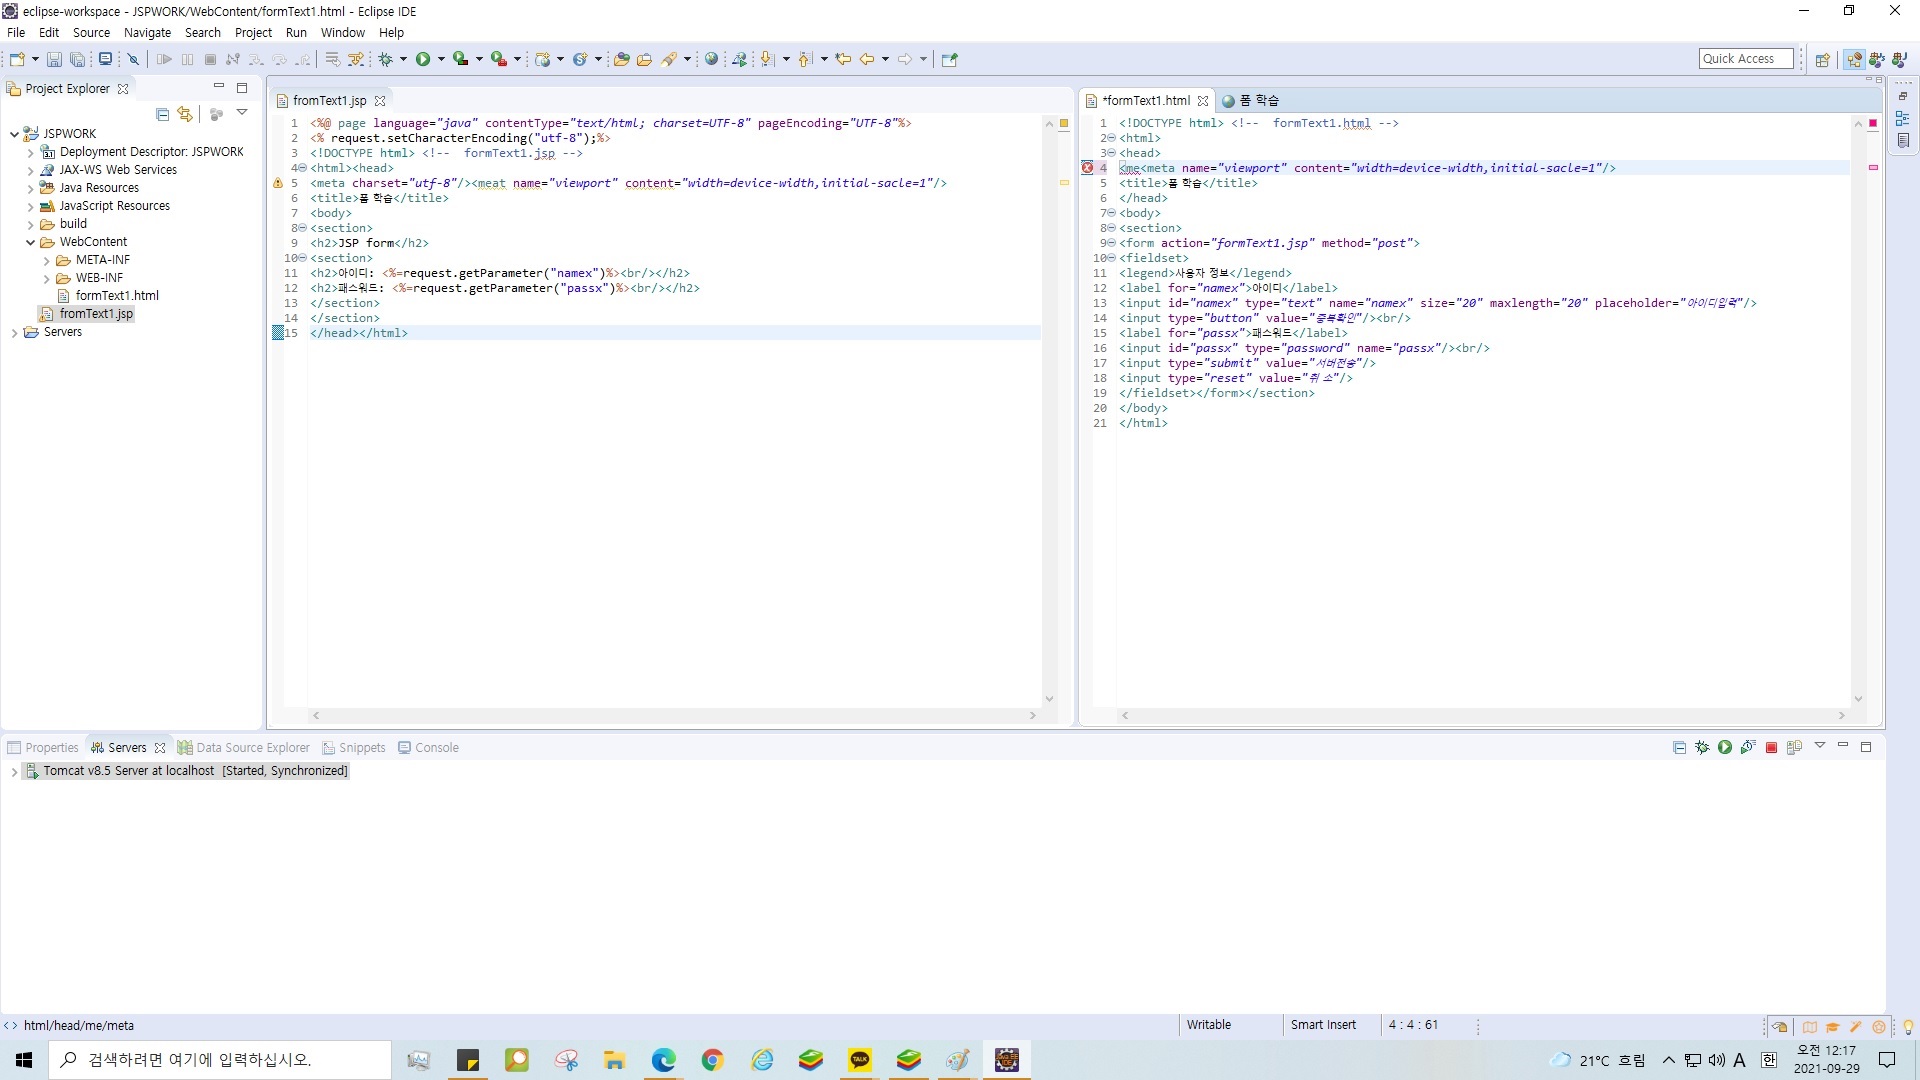 eclipse-workspace - JSPWORK/WebContent/formText1.html - Eclipse IDE
File Edit Source Navigate Search Project Run Window Help
Quick Access
Project Explorer
JSPWORK
Deployment Descriptor: JSPWORK
JAX-WS Web Services
Java Resources
JavaScript Resources
build
WebContent
META-INF
WEB-INF
formText1.html
fromText1.jsp
Servers
fromText1.jsp
1 <%@ page language="java" contentType="text/html; charset=UTF-8" pageEncoding="UTF-8"%>
2 <% request.setCharacterEncoding("utf-8");%>
3 <!DOCTYPE html> <!--  formText1.jsp -->
4 <html><head>
5 <meta charset="utf-8"/><meat name="viewport" content="width=device-width,initial-sacle=1"/>
6 <title>폼 학습</title>
7 <body>
8 <section>
9 <h2>JSP form</h2>
10 <section>
11 <h2>아이디: <%=request.getParameter("namex")%><br/></h2>
12 <h2>패스워드: <%=request.getParameter("passx")%><br/></h2>
13 </section>
14 </section>
15 </head></html>
*formText1.html 폼 학습
1 <!DOCTYPE html> <!--  formText1.html -->
2 <html>
3 <head>
4 <me<meta name="viewport" content="width=device-width,initial-sacle=1"/>
5 <title>폼 학습</title>
6 </head>
7 <body>
8 <section>
9 <form action="formText1.jsp" method="post">
10 <fieldset>
11 <legend>사용자 정보</legend>
12 <label for="namex">아이디</label>
13 <input id="namex" type="text" name="namex" size="20" maxlength="20" placeholder="아이디입력"/>
14 <input type="button" value="중복확인"/><br/>
15 <label for="passx">패스워드</label>
16 <input id="passx" type="password" name="passx"/><br/>
17 <input type="submit" value="서버전송"/>
18 <input type="reset" value="취 소"/>
19 </fieldset></form></section>
20 </body>
21 </html>
Properties Servers Data Source Explorer Snippets Console
Tomcat v8.5 Server at localhost [Started, Synchronized]
html/head/me/meta Writable Smart Insert 4 : 4 : 61
검색하려면 여기에 입력하십시오.
TALK
21°C 흐림
A
한
오전 12:17
2021-09-29